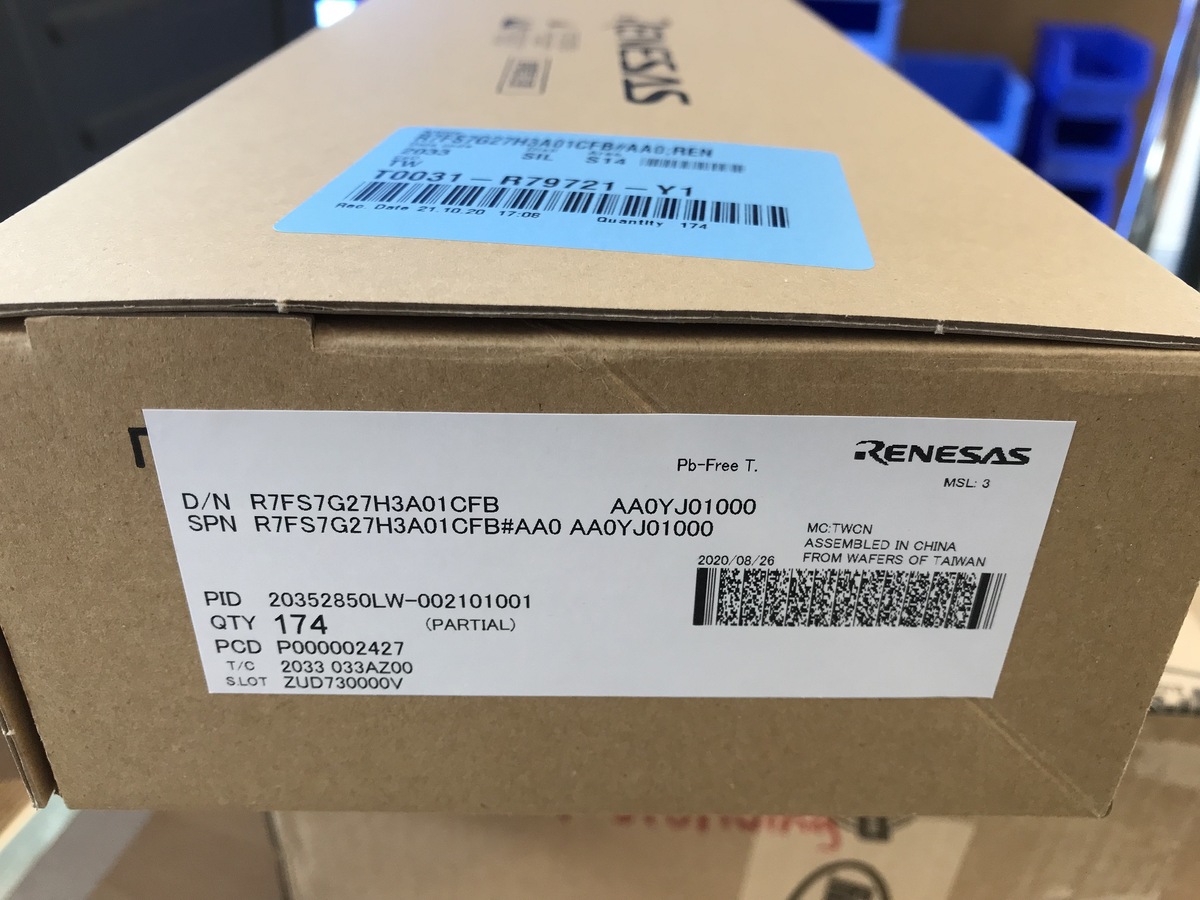 RENESAS
R7FS7G27H3A01CFB#AA0;REN
2033 SIL S14
TW
T0031-R79721-Y1
Rec. Date 21.10.20 17:08 Quantity 174
RENESAS
Pb-Free T.
MSL: 3
D/N R7FS7G27H3A01CFB AA0YJ01000
SPN R7FS7G27H3A01CFB#AA0 AA0YJ01000
MC:TWCN
ASSEMBLED IN CHINA
FROM WAFERS OF TAIWAN
2020/08/26
PID 20352850LW-002101001
QTY 174 (PARTIAL)
PCD P000002427
T/C 2033 033AZ00
S.LOT ZUD730000V